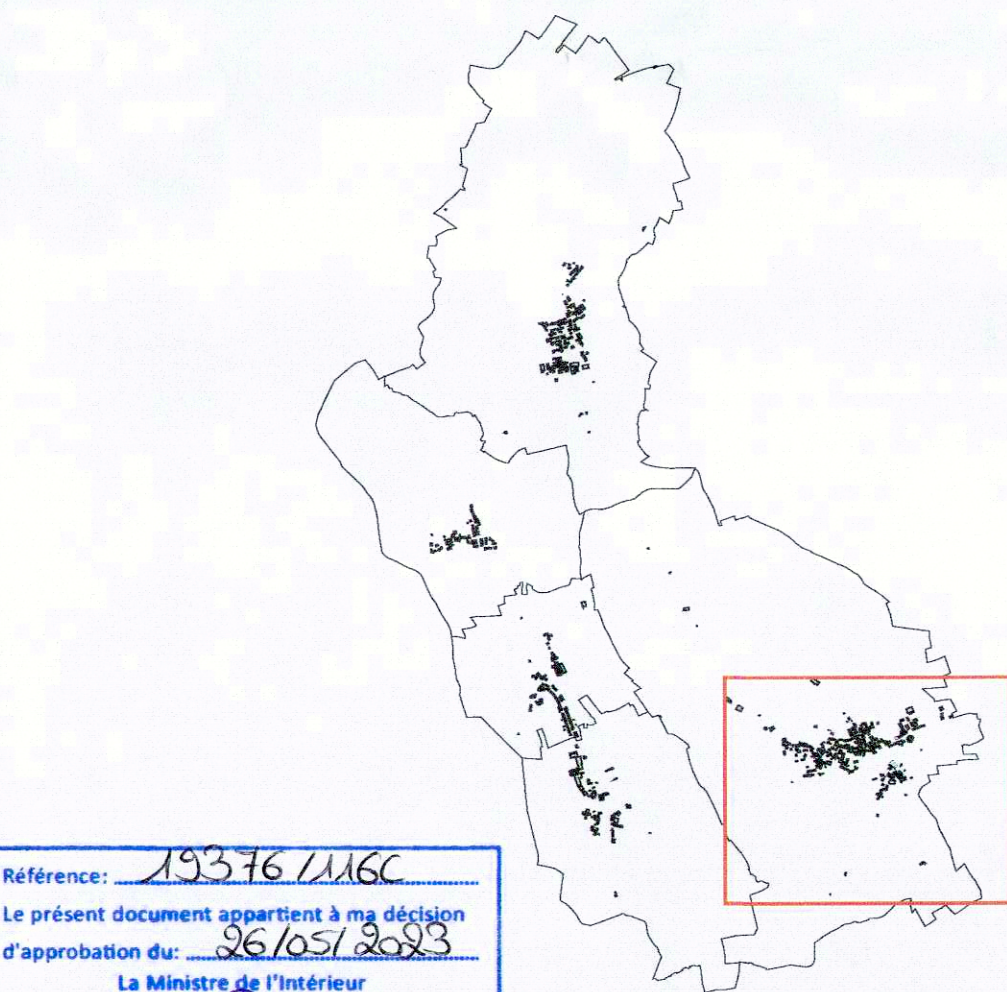 Référence: 19376/116C
Le présent document appartient à ma décision
d'approbation du: 26/05/2023
La Ministre de l'Intérieur